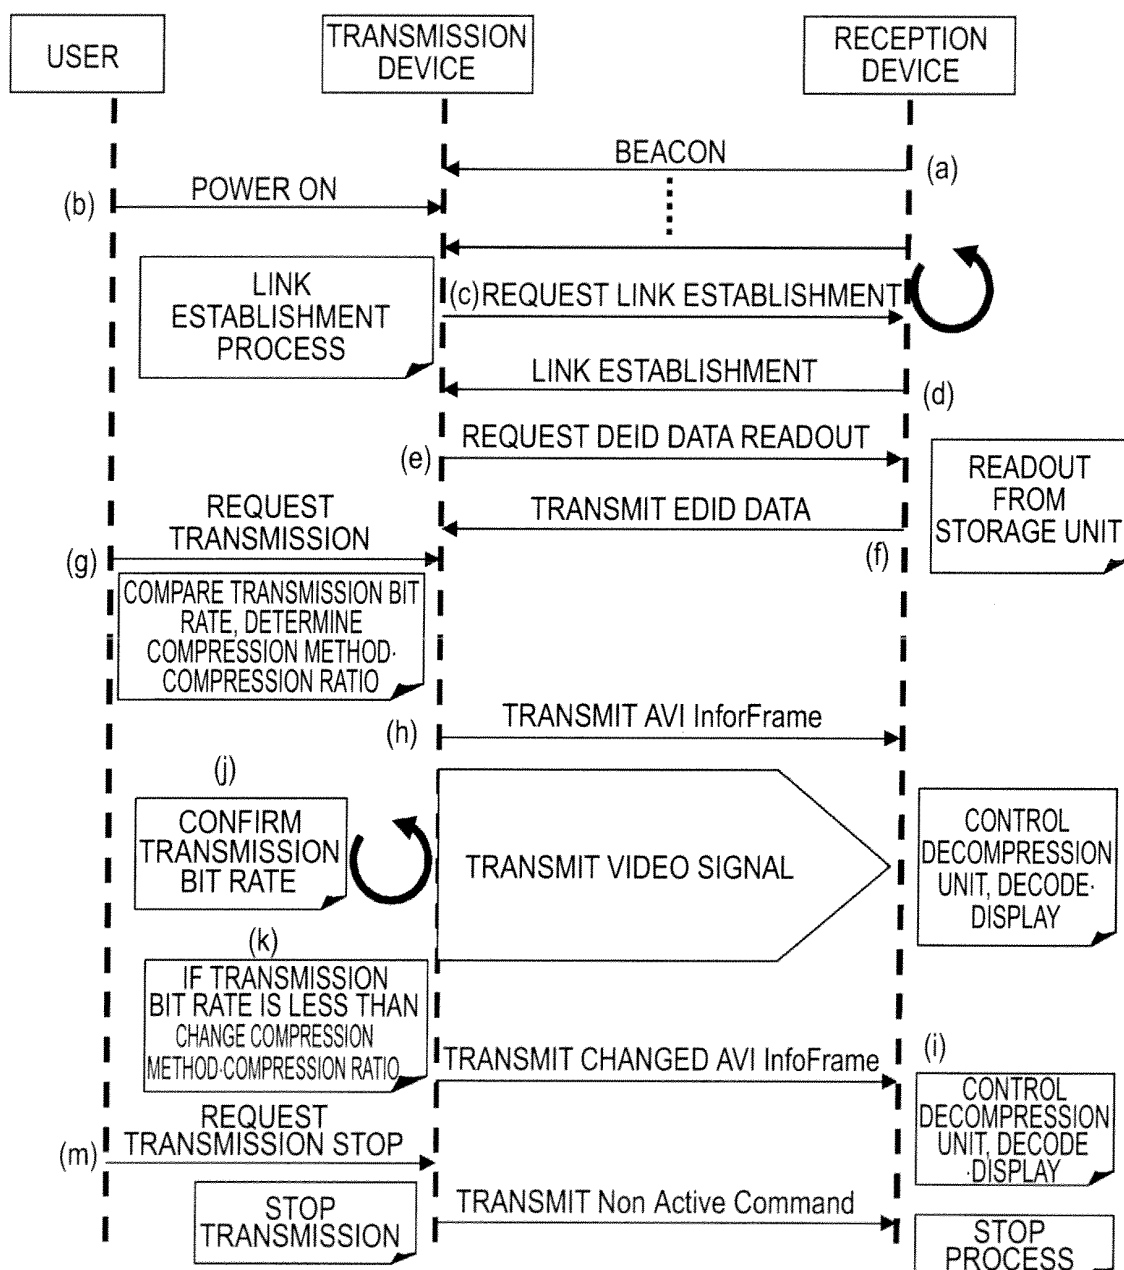 USER
TRANSMISSION
DEVICE
RECEPTION
DEVICE
BEACON
(a)
(b)
POWER ON
LINK
ESTABLISHMENT
PROCESS
(c) REQUEST LINK ESTABLISHMENT
LINK ESTABLISHMENT
(d)
REQUEST DEID DATA READOUT
(e)
READOUT
FROM
STORAGE UNIT
REQUEST
TRANSMISSION
TRANSMIT EDID DATA
(f)
(g)
COMPARE TRANSMISSION BIT
RATE, DETERMINE
COMPRESSION METHOD·
COMPRESSION RATIO
TRANSMIT AVI InforFrame
(h)
(j)
CONFIRM
TRANSMISSION
BIT RATE
TRANSMIT VIDEO SIGNAL
CONTROL
DECOMPRESSION
UNIT, DECODE·
DISPLAY
(k)
IF TRANSMISSION
BIT RATE IS LESS THAN
CHANGE COMPRESSION
METHOD·COMPRESSION RATIO
TRANSMIT CHANGED AVI InfoFrame
(i)
CONTROL
DECOMPRESSION
UNIT, DECODE
·DISPLAY
REQUEST
TRANSMISSION STOP
(m)
STOP
TRANSMISSION
TRANSMIT Non Active Command
STOP
PROCESS